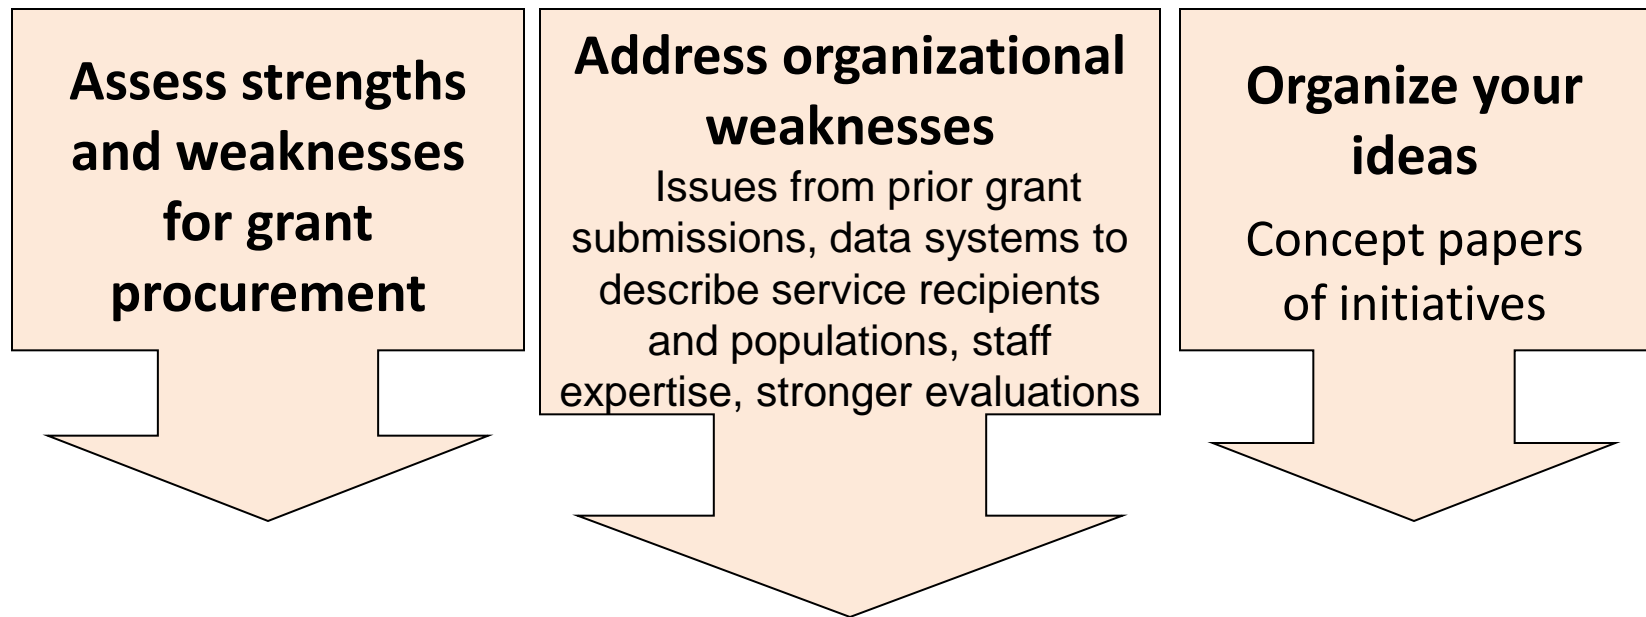 Assess strengths
and weaknesses
for grant
procurement
Address organizational
weaknesses
Issues from prior grant
submissions, data systems to
describe service recipients
and populations, staff
expertise, stronger evaluations
Organize your
ideas
Concept papers
of initiatives